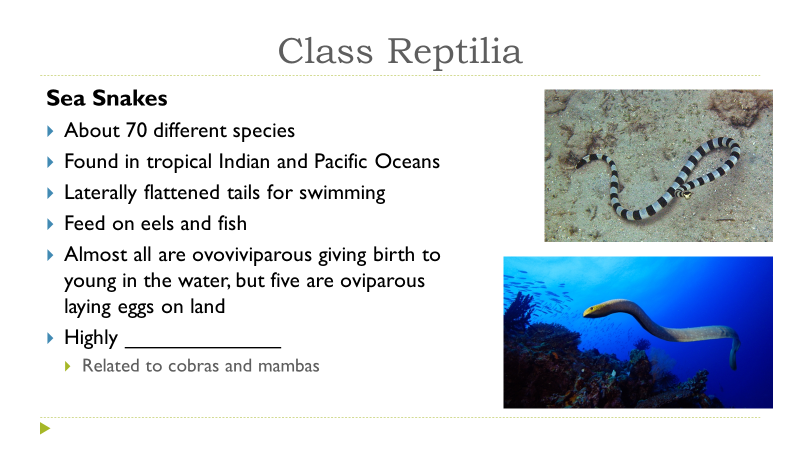 Class Reptilia
Sea Snakes
About 70 different species
Found in tropical Indian and Pacific Oceans
Laterally flattened tails for swimming
Feed on eels and fish
Almost all are ovoviviparous giving birth to
young in the water, but five are oviparous
laying eggs on land
Highly _______________
Related to cobras and mambas